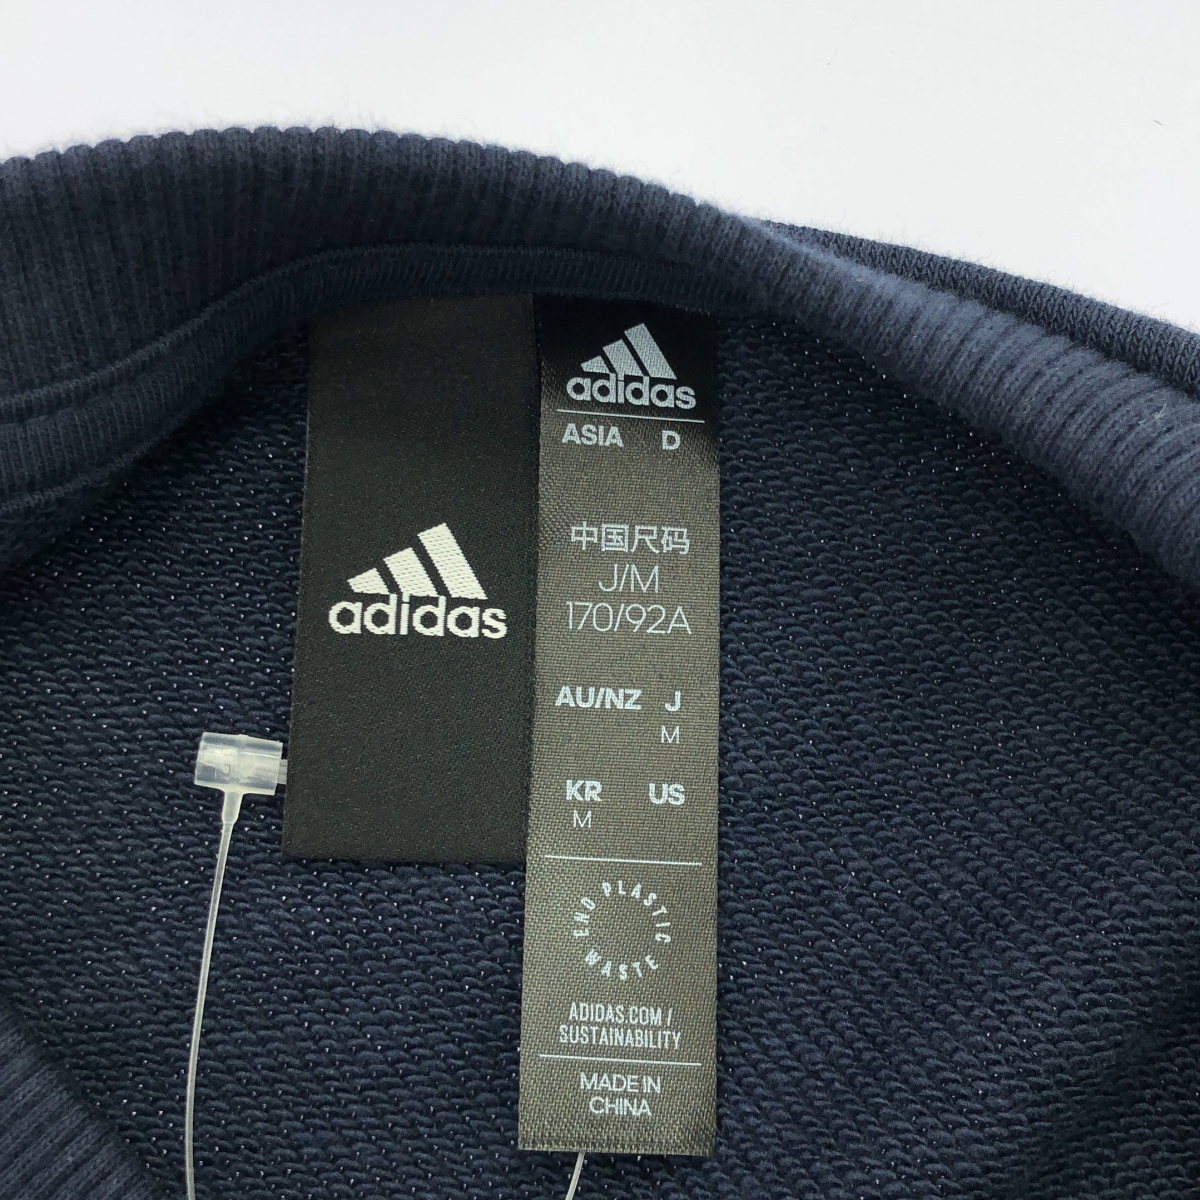 adidas
adidas
ASIA D
中国尺码
J/M
170/92A
AU/NZ J
M
KR US
M
END PLASTIC WASTE
ADIDAS.COM /
SUSTAINABILITY
MADE IN
CHINA